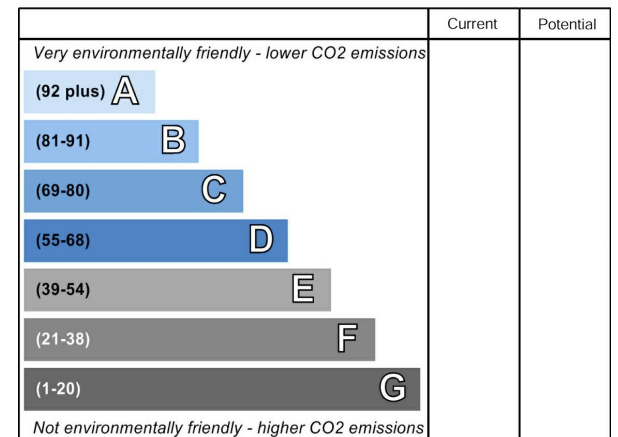 Current Potential
Very environmentally friendly - lower CO2 emissions
(92 plus) A
(81-91) B
(69-80) C
(55-68) D
(39-54) E
(21-38) F
(1-20) G
Not environmentally friendly - higher CO2 emissions